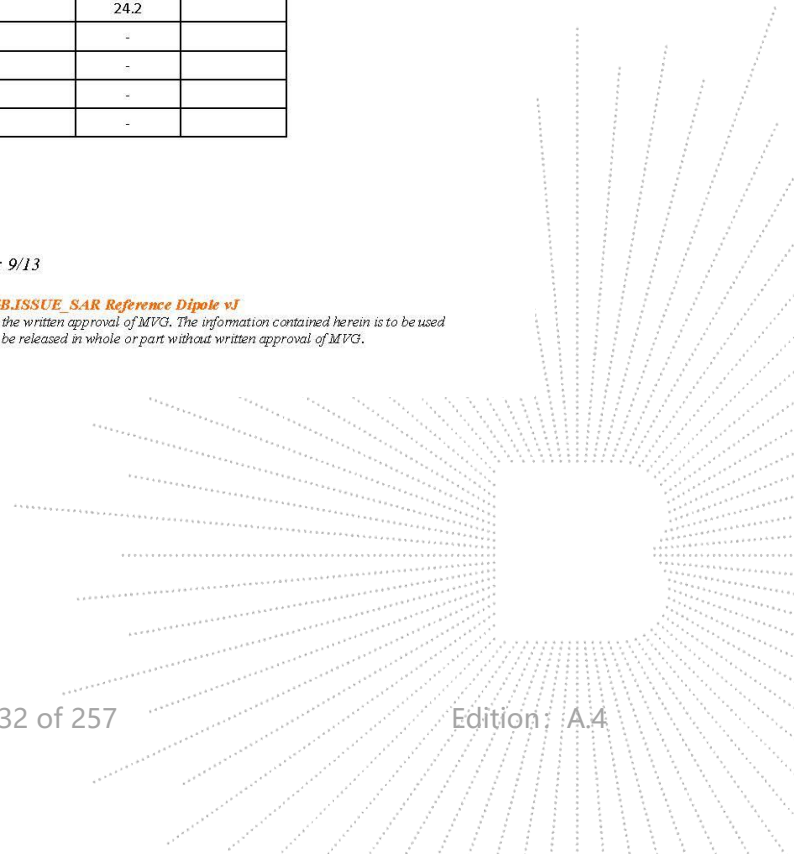 24.2
-
-
-
-
: 9/13
B.ISSUE_SAR Reference Dipole vJ
the written approval of MVG. The information contained herein is to be used
be released in whole or part without written approval of MVG.
32 of 257 Edition: A.4